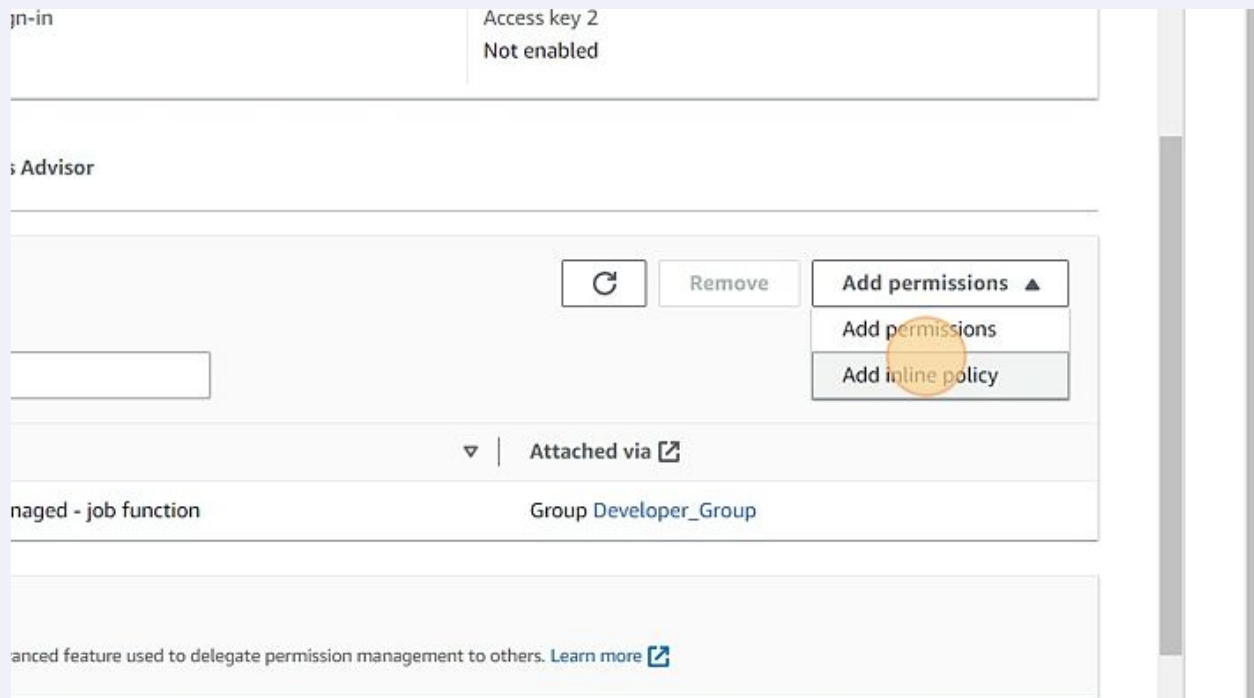 gn-in
Access key 2
Not enabled
s Advisor
Remove
Add permissions
Add permissions
Add inline policy
Attached via
naged - job function
Group Developer_Group
anced feature used to delegate permission management to others. Learn more